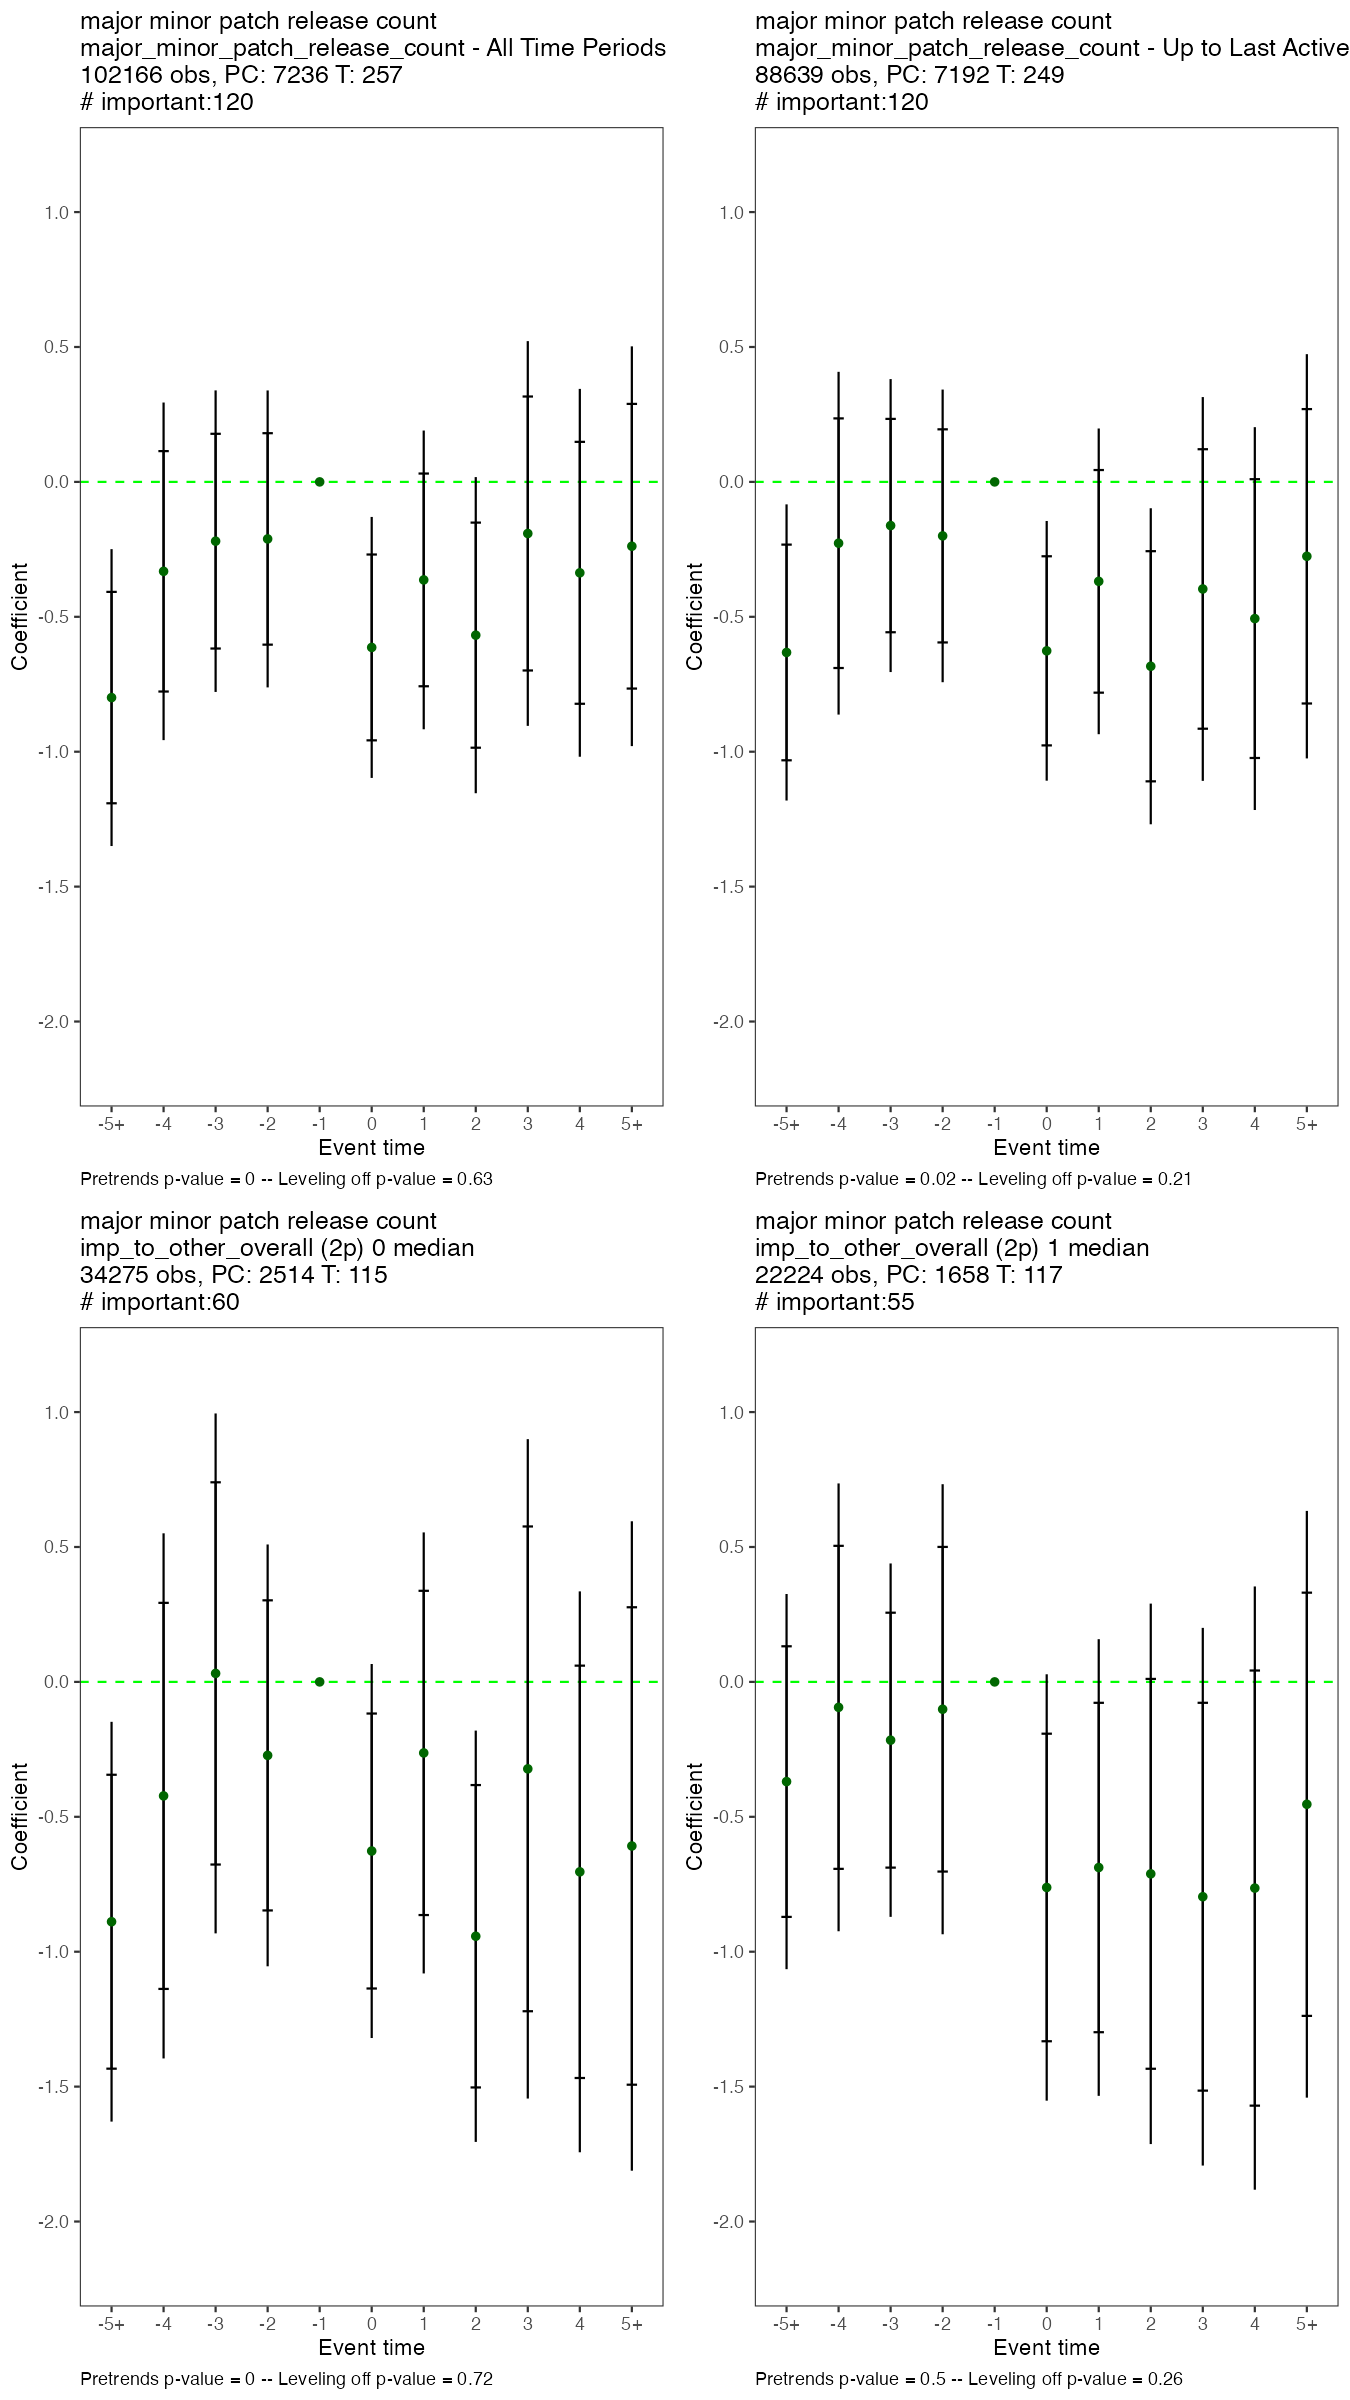 major minor patch release count
major_minor_patch_release_count - All Time Periods
102166 obs, PC: 7236 T: 257
# important:120
1.0
0.5
0.0
-0.5
-1.0
-1.5
-2.0
Coefficient
-5+ -4 -3 -2 -1 0 1 2 3 4 5+
Event time
Pretrends p-value = 0 -- Leveling off p-value = 0.63
major minor patch release count
major_minor_patch_release_count - Up to Last Active
88639 obs, PC: 7192 T: 249
# important:120
1.0
0.5
0.0
-0.5
-1.0
-1.5
-2.0
Coefficient
-5+ -4 -3 -2 -1 0 1 2 3 4 5+
Event time
Pretrends p-value = 0.02 -- Leveling off p-value = 0.21
major minor patch release count
imp_to_other_overall (2p) 0 median
34275 obs, PC: 2514 T: 115
# important:60
1.0
0.5
0.0
-0.5
-1.0
-1.5
-2.0
Coefficient
-5+ -4 -3 -2 -1 0 1 2 3 4 5+
Event time
Pretrends p-value = 0 -- Leveling off p-value = 0.72
major minor patch release count
imp_to_other_overall (2p) 1 median
22224 obs, PC: 1658 T: 117
# important:55
1.0
0.5
0.0
-0.5
-1.0
-1.5
-2.0
Coefficient
-5+ -4 -3 -2 -1 0 1 2 3 4 5+
Event time
Pretrends p-value = 0.5 -- Leveling off p-value = 0.26